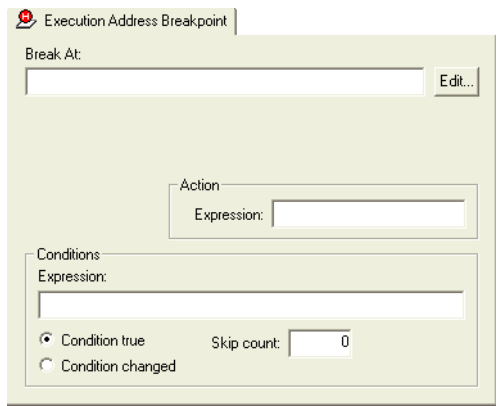 H Execution Address Breakpoint
Break At:
Edit...
Action
Expression:
Conditions
Expression:
Condition true
Skip count: 0
Condition changed